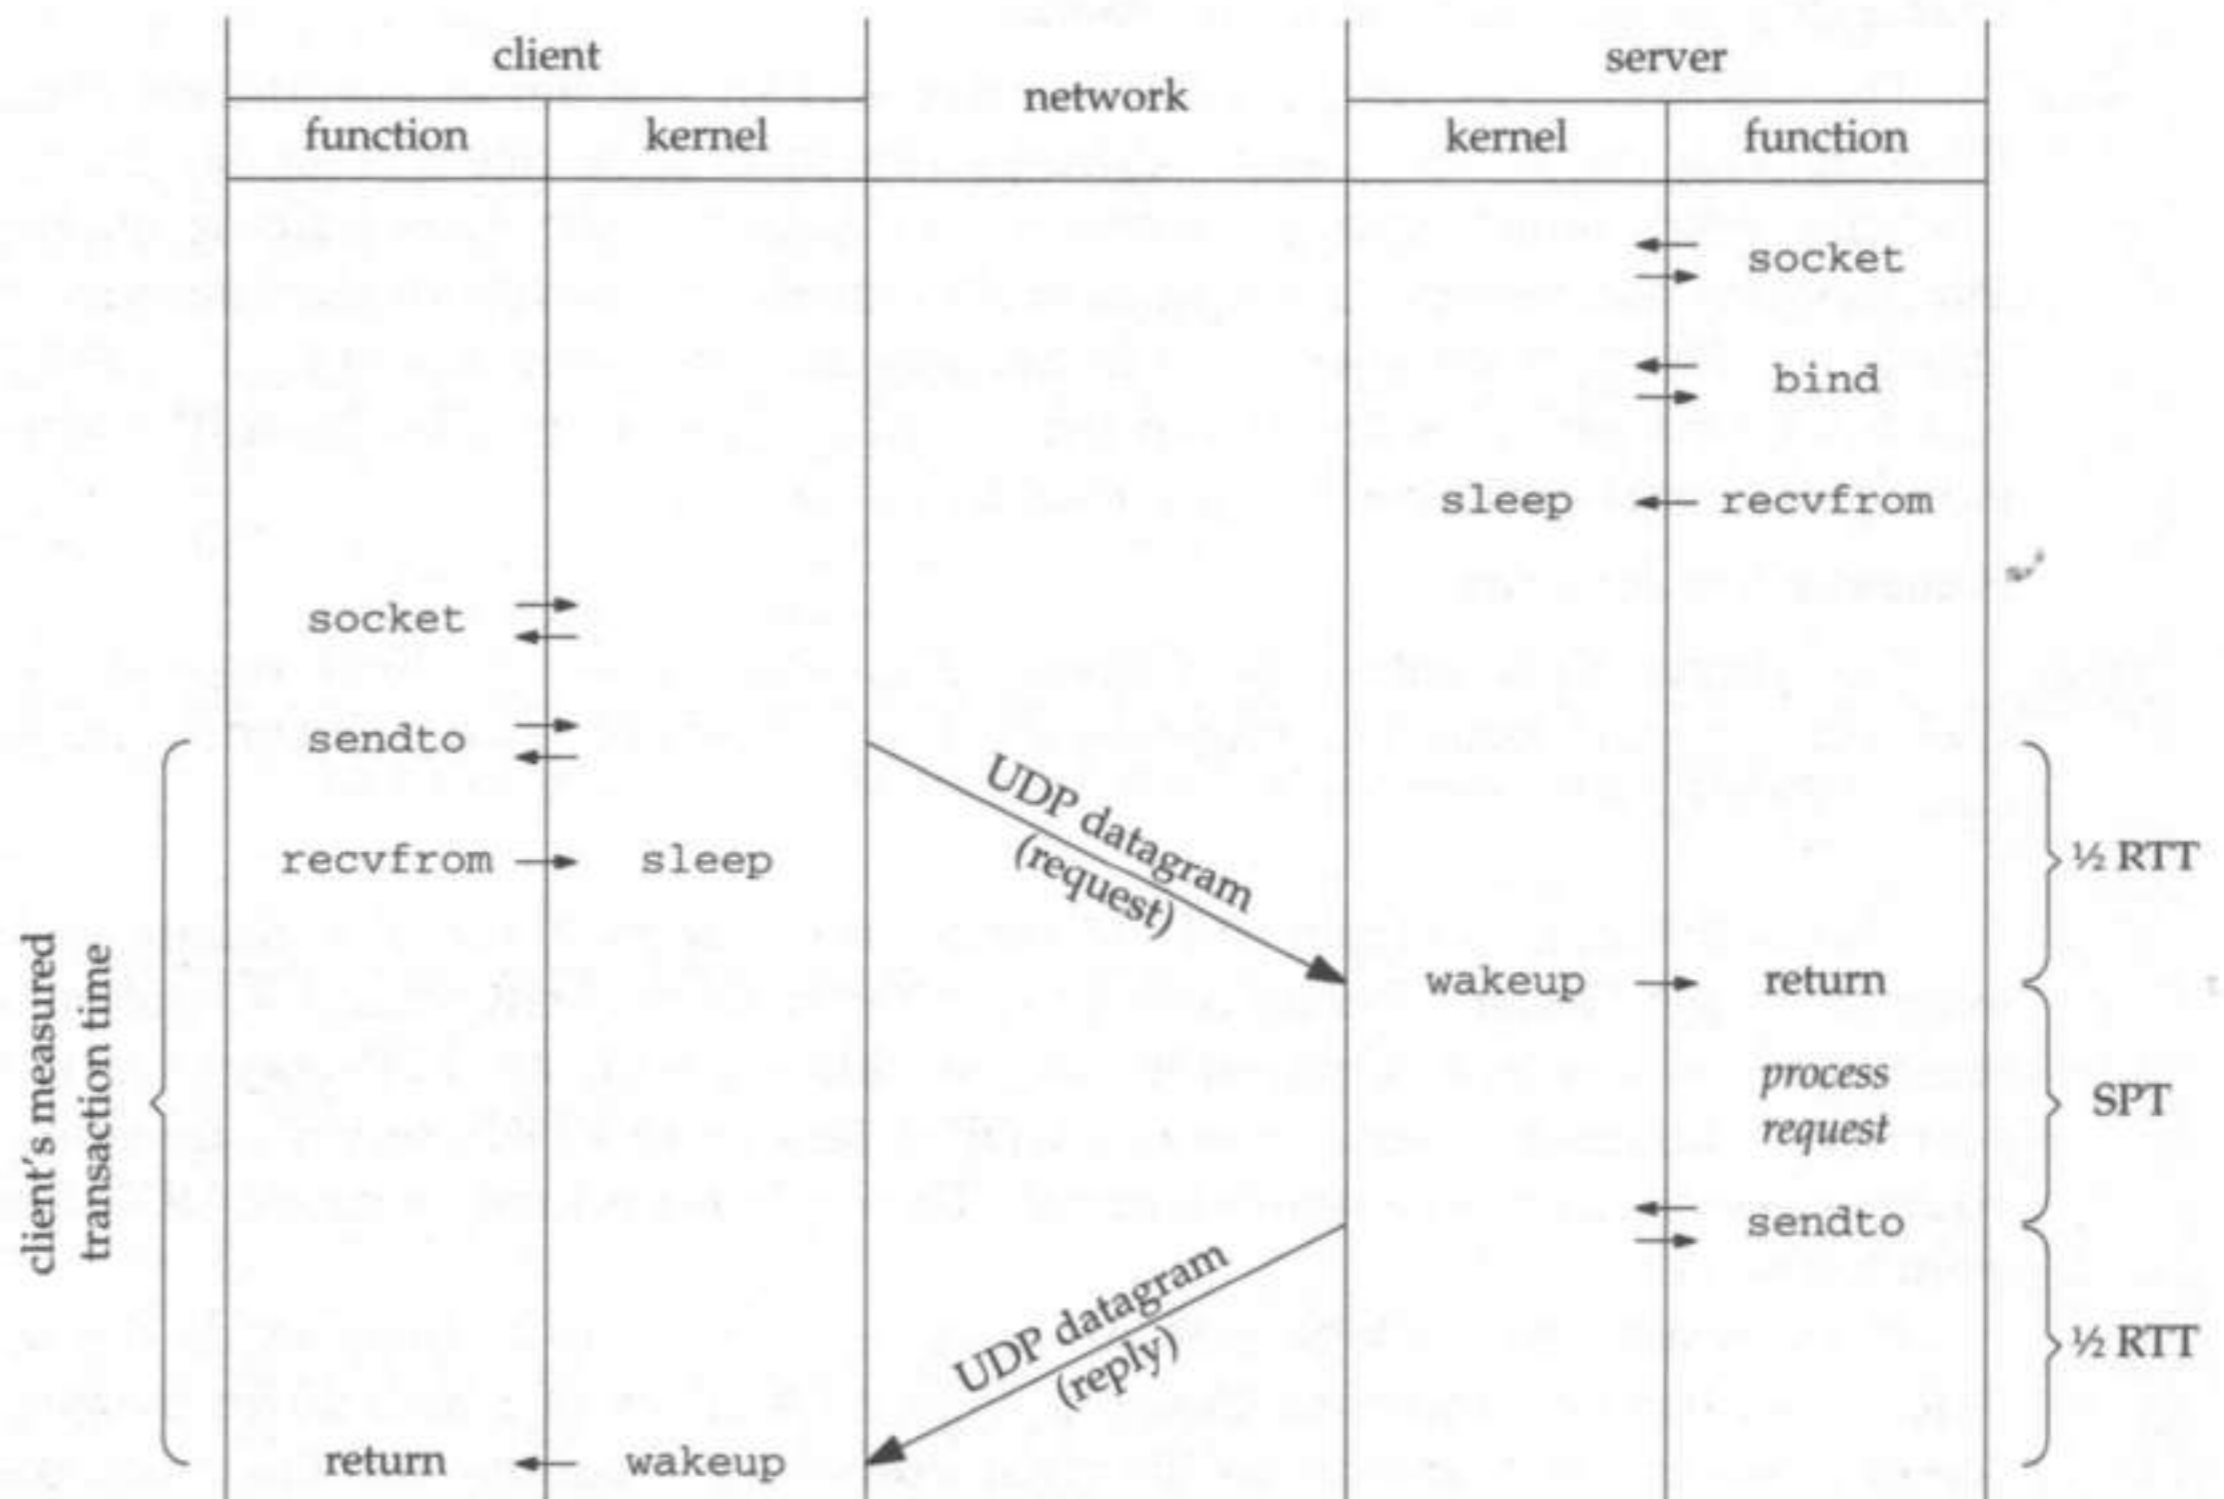 client
network
server
function
kernel
kernel
function
socket
bind
sleep
recvfrom
socket
sendto
UDP datagram
(request)
½ RTT
recvfrom
sleep
wakeup
return
client's measured
transaction time
process
request
SPT
sendto
UDP datagram
(reply)
½ RTT
return
wakeup